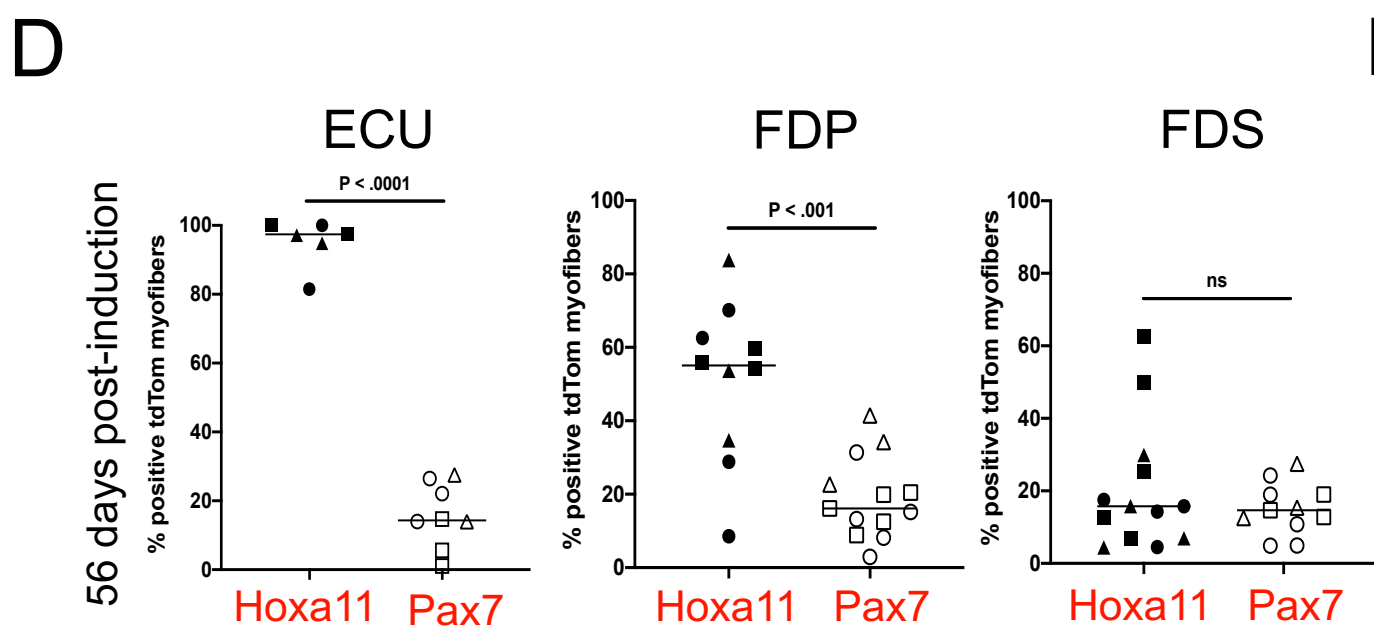 D
ECU
FDP
FDS
56 days post-induction
P < .0001
% positive tdTom myofibers
100
80
60
40
20
0
Hoxa11
Pax7
P < .001
% positive tdTom myofibers
100
80
60
40
20
0
Hoxa11
Pax7
ns
% positive tdTom myofibers
100
80
60
40
20
0
Hoxa11
Pax7